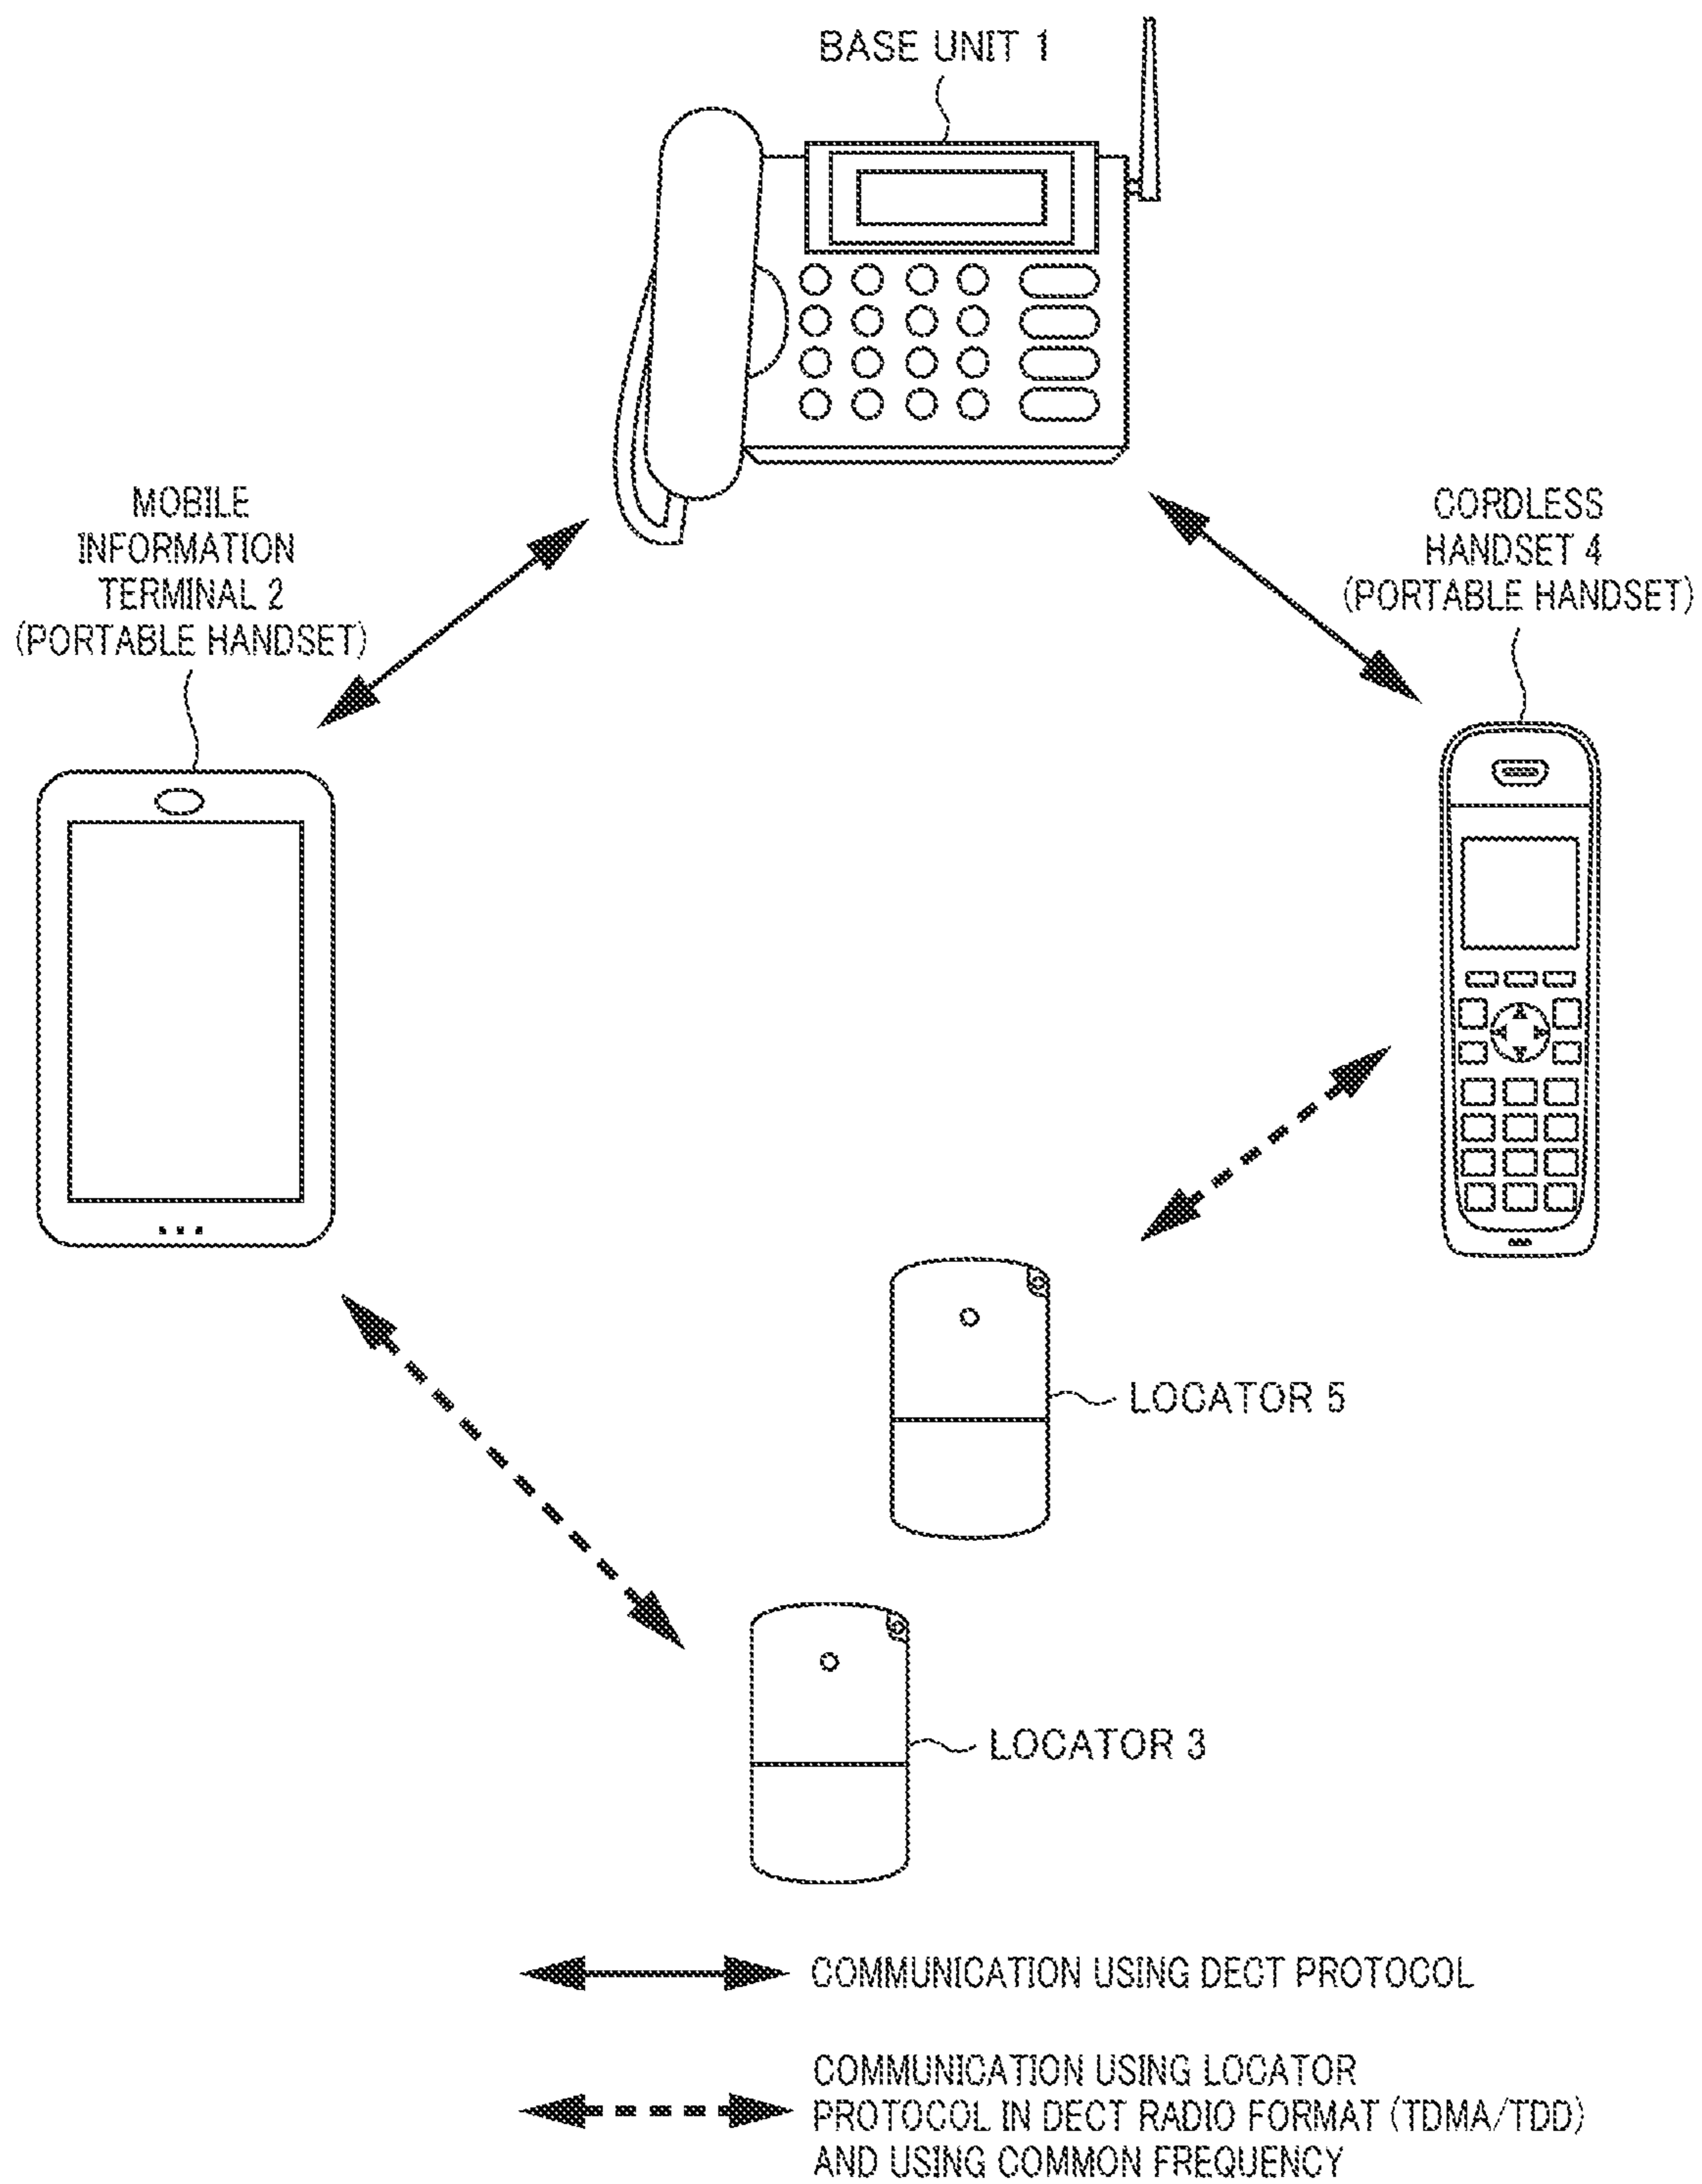 BASE UNIT 1
MOBILE
INFORMATION
TERMINAL 2
(PORTABLE HANDSET)
CORDLESS
HANDSET 4
(PORTABLE HANDSET)
LOCATOR 5
LOCATOR 3
COMMUNICATION USING DECT PROTOCOL
COMMUNICATION USING LOCATOR
PROTOCOL IN DECT RADIO FORMAT (TDMA/TDD)
AND USING COMMON FREQUENCY